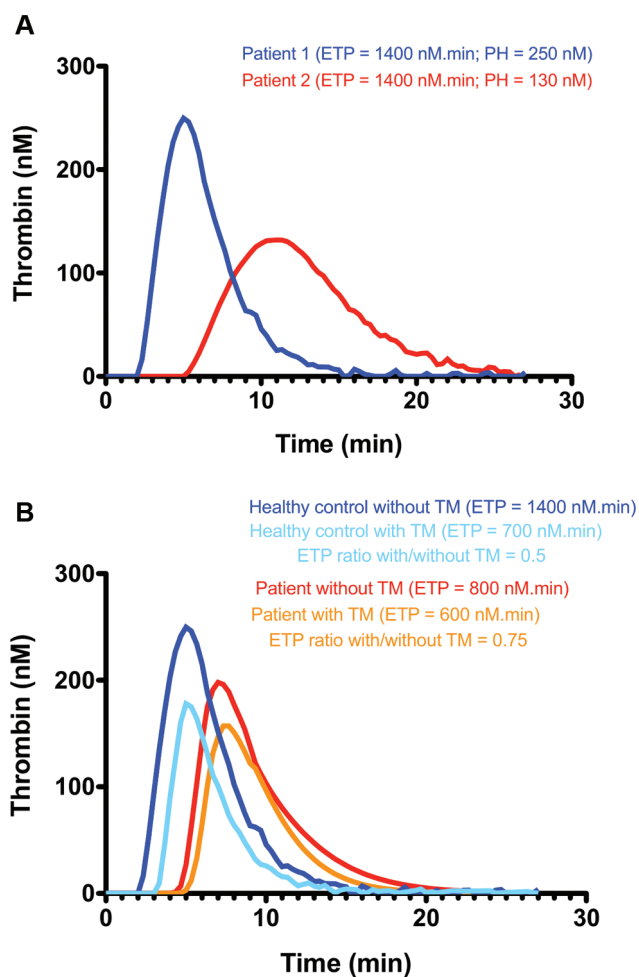 A
Patient 1 (ETP = 1400 nM.min; PH = 250 nM)
Patient 2 (ETP = 1400 nM.min; PH = 130 nM)
300
200
100
0
Thrombin (nM)
0
10
20
30
Time (min)
B
Healthy control without TM (ETP = 1400 nM.min)
Healthy control with TM (ETP = 700 nM.min)
ETP ratio with/without TM = 0.5
Patient without TM (ETP = 800 nM.min)
Patient with TM (ETP = 600 nM.min)
ETP ratio with/without TM = 0.75
300
200
100
0
Thrombin (nM)
0
10
20
30
Time (min)